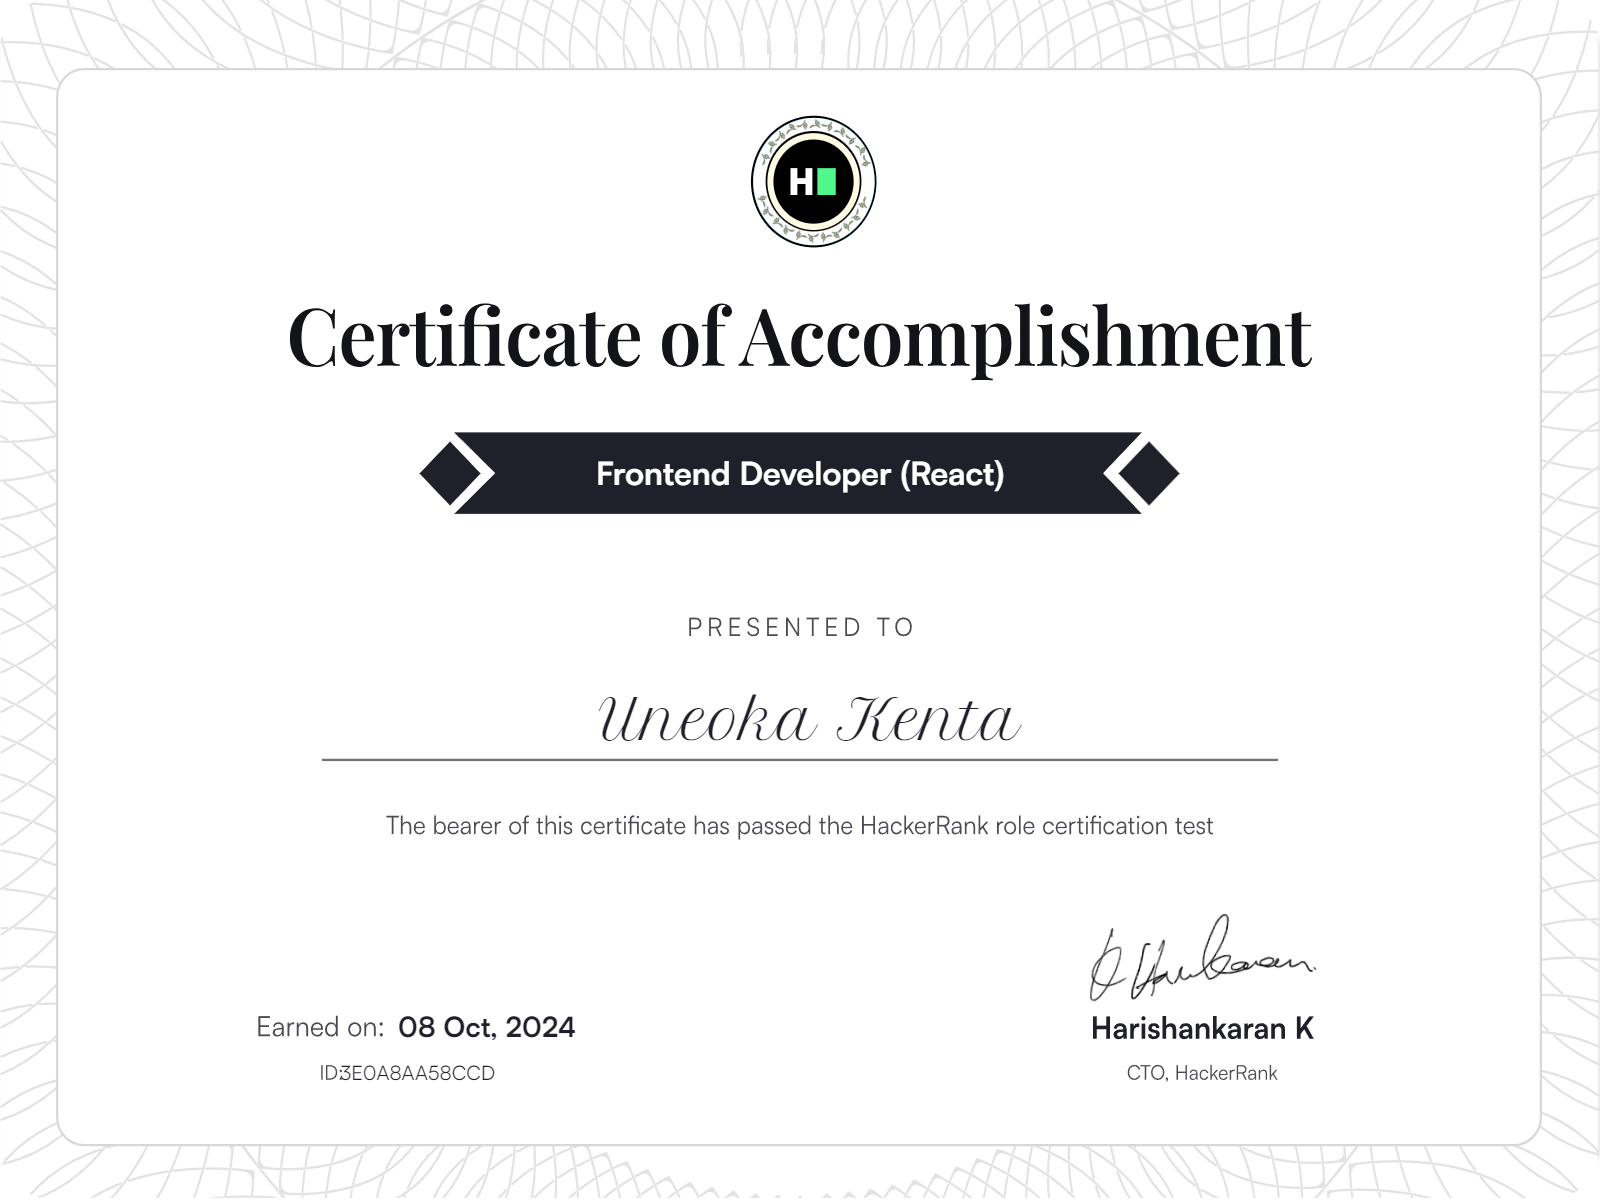 H
Certificate of Accomplishment
Frontend Developer (React)
PRESENTED TO
Uneoka Kenta
The bearer of this certificate has passed the HackerRank role certification test
Earned on: 08 Oct, 2024
ID:3E0A8AA58CCD
Harishankaran K
CTO, HackerRank